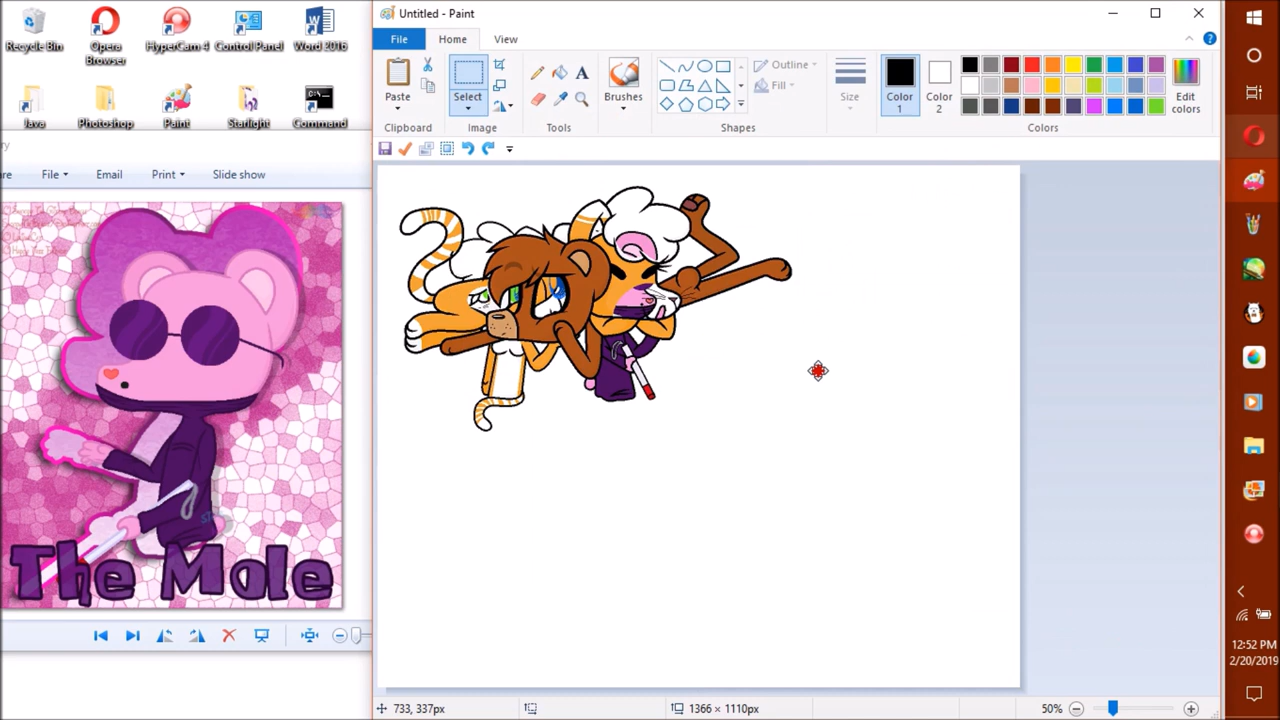 Recycle Bin
Opera Browser
HyperCam 4
Control Panel
Word 2016
Java
Photoshop
Paint
Starlight
Command
ry
re
File
Email
Print
Slide show
The Mole
Untitled - Paint
File
Home
View
Paste
Clipboard
Select
Image
Tools
Brushes
Outline
Fill
Shapes
Size
Color 1
Color 2
Edit colors
Colors
733, 337px
1366 × 1110px
50%
12:52 PM
2/20/2019